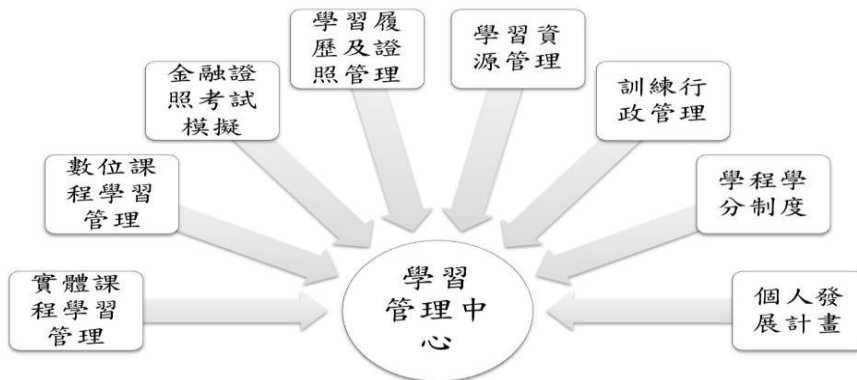 實體課
程學習
管理
數位課
程學習
管理
金融證
照考試
模擬
學習履
歷及證
照管理
學習資
源管理
訓練行
政管理
學程學
分制度
個人發
展計畫
學習
管理中
心